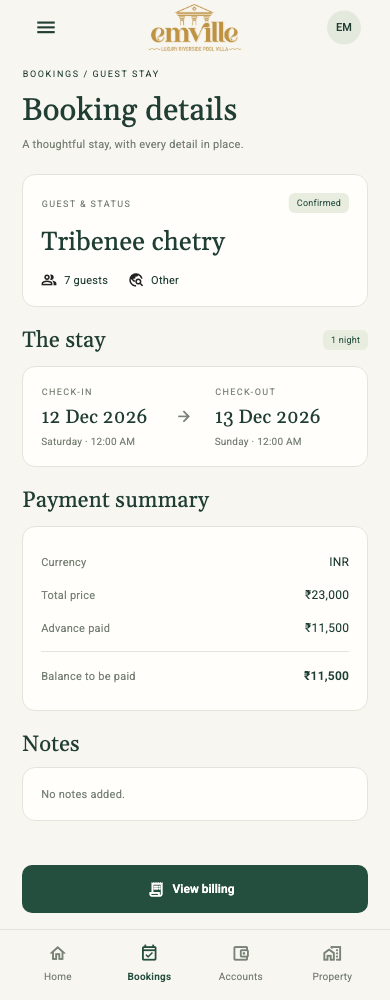 emville
LUXURY RIVERSIDE POOL VILLA
EM
BOOKINGS / GUEST STAY
Booking details
A thoughtful stay, with every detail in place.
GUEST & STATUS
Confirmed
Tribenee chetry
7 guests
Other
The stay
1 night
CHECK-IN
CHECK-OUT
12 Dec 2026
13 Dec 2026
Saturday · 12:00 AM
Sunday · 12:00 AM
Payment summary
Currency
INR
Total price
₹23,000
Advance paid
₹11,500
Balance to be paid
₹11,500
Notes
No notes added.
View billing
Home
Bookings
Accounts
Property